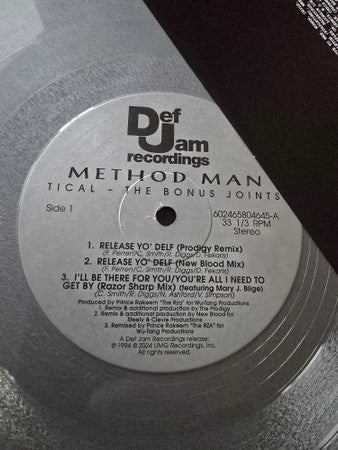 Def
Jam
recordings
METHOD MAN
TICAL – THE BONUS JOINTS
Side 1
602465804645-A
33 1/3 RPM
Stereo
1. RELEASE YO' DELF (Prodigy Remix)
(F. Perren/C. Smith/R. Diggs/D. Fekaris)
2. RELEASE YO' DELF (New Blood Mix)
(F. Perren/C. Smith/R. Diggs/D. Fekaris)
3. I'LL BE THERE FOR YOU/YOU'RE ALL I NEED TO
GET BY (Razor Sharp Mix) (featuring Mary J. Blige)
(C. Smith/R. Diggs/N. Ashford/V. Simpson)
Produced by Prince Rakeem "The Rza" for Wu-Tang Productions
1. Remix & additional production by The Prodigy
2. Remix & additional production by New Blood for
Steely & Clevie Productions
3. Remixed by Prince Rakeem "The RZA" for
Wu-Tang Productions
A Def Jam Recordings release;
℗ 1994 © 2024 UMG Recordings, Inc.
All rights reserved.